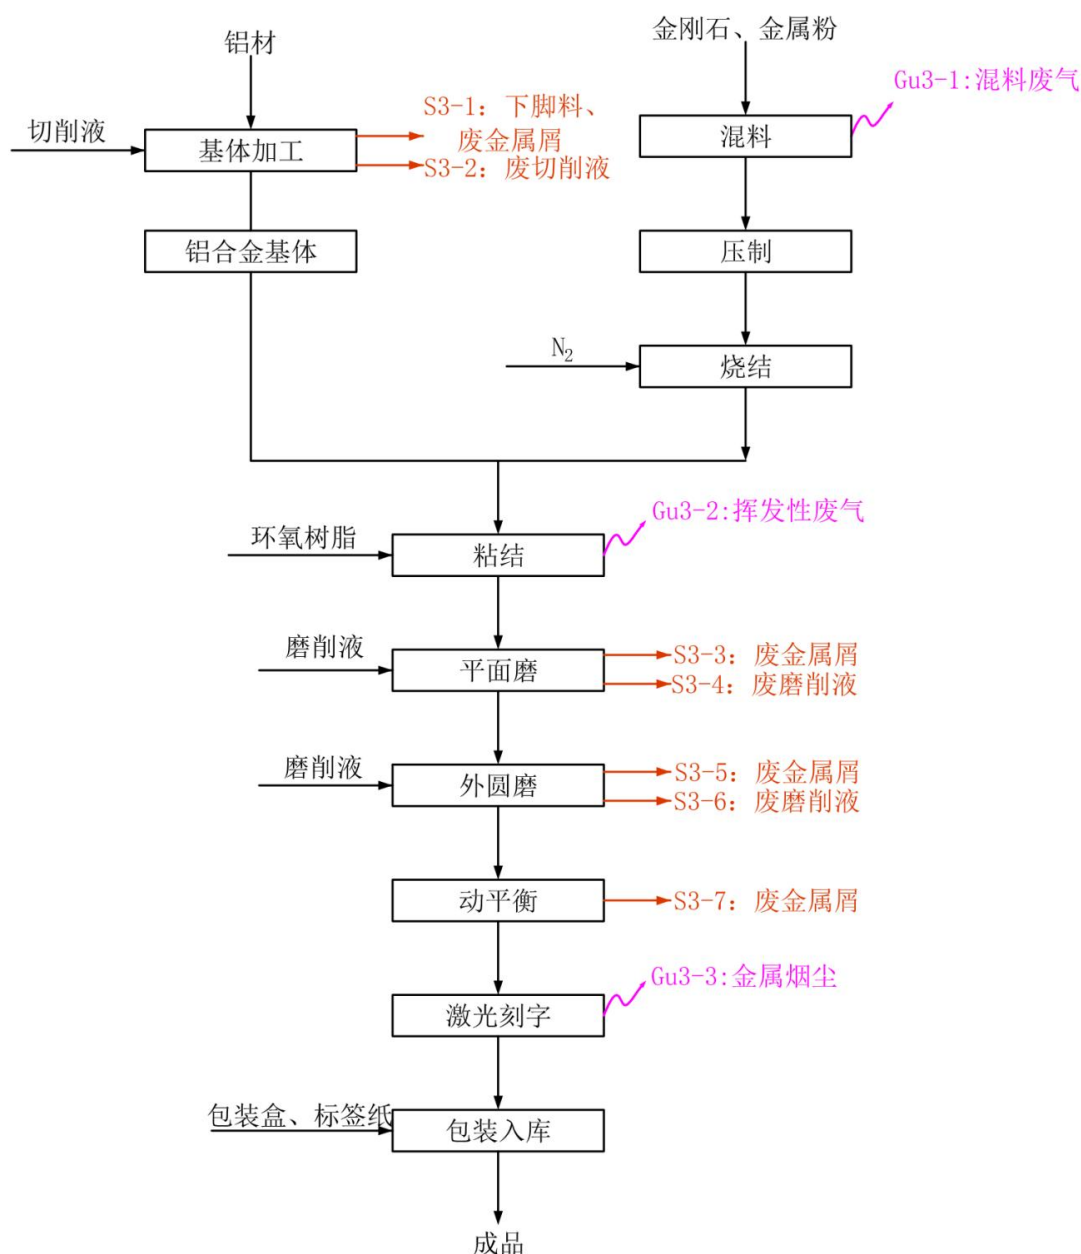 铝材
金刚石、金属粉
Gu3-1:混料废气
切削液
基体加工
S3-1: 下脚料、
废金属屑
S3-2: 废切削液
混料
铝合金基体
压制
N₂
烧结
环氧树脂
粘结
Gu3-2:挥发性废气
磨削液
平面磨
S3-3: 废金属屑
S3-4: 废磨削液
磨削液
外圆磨
S3-5: 废金属屑
S3-6: 废磨削液
动平衡
S3-7: 废金属屑
激光刻字
Gu3-3:金属烟尘
包装盒、标签纸
包装入库
成品